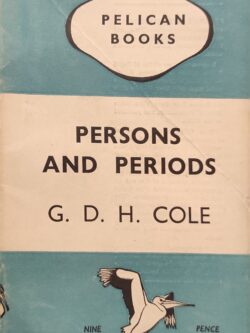 PELICAN
BOOKS
PERSONS
AND PERIODS
G. D. H. COLE
NINE PENCE